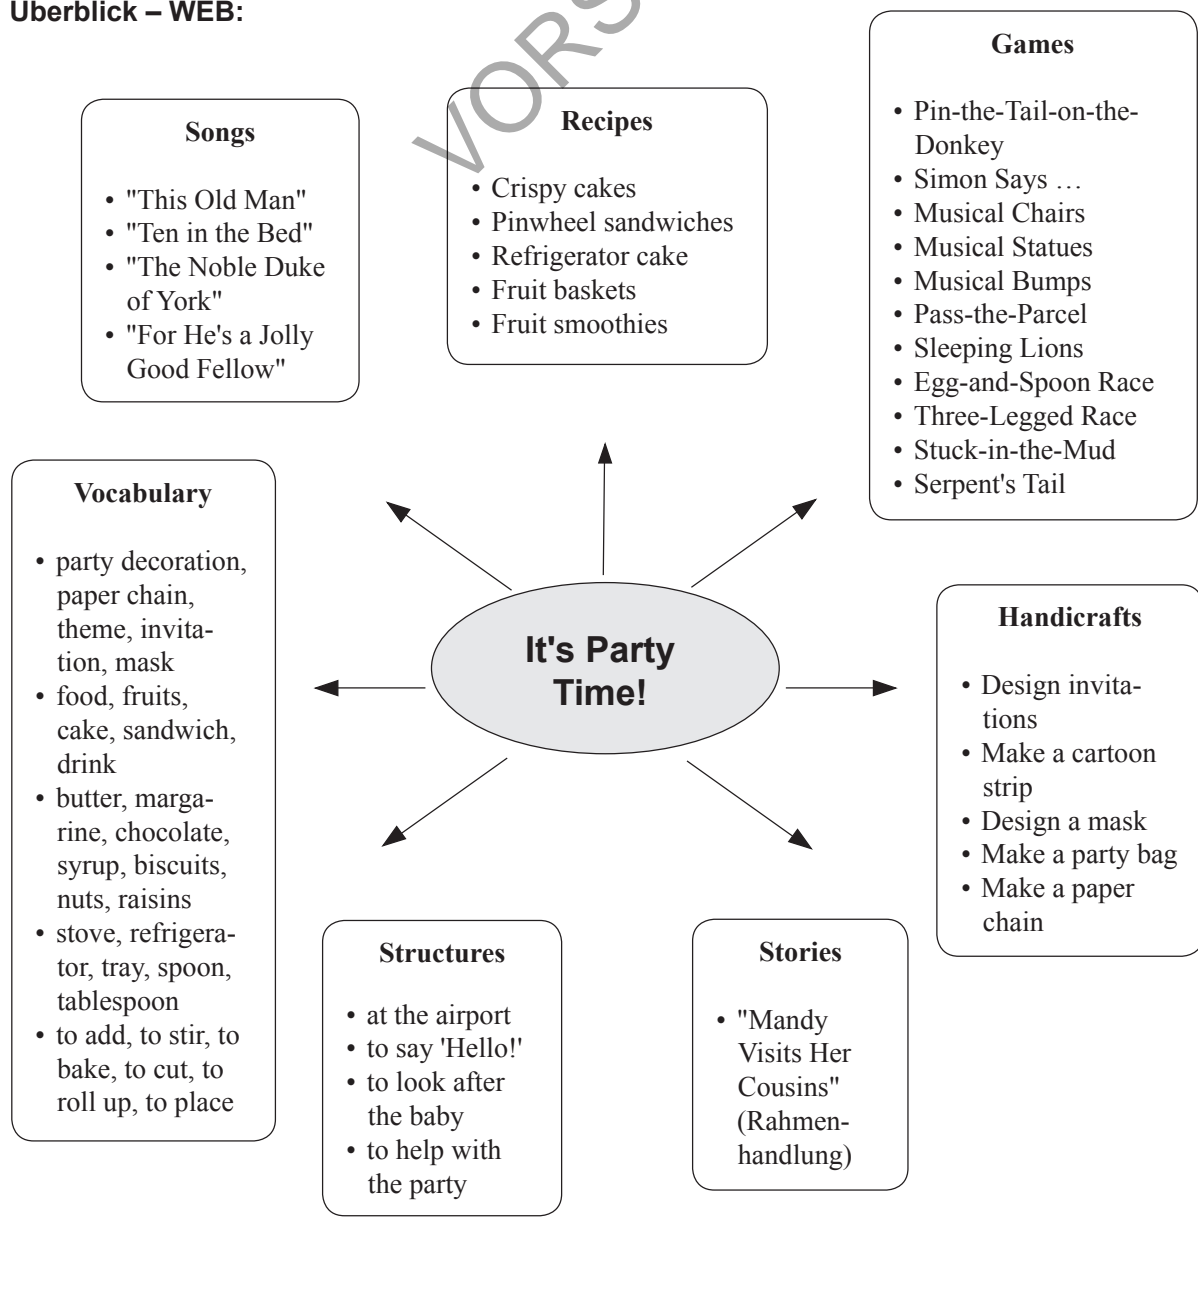 Überblick – WEB:
VORS
Songs
• "This Old Man"
• "Ten in the Bed"
• "The Noble Duke
of York"
• "For He's a Jolly
Good Fellow"
Recipes
• Crispy cakes
• Pinwheel sandwiches
• Refrigerator cake
• Fruit baskets
• Fruit smoothies
Games
• Pin-the-Tail-on-the-
Donkey
• Simon Says …
• Musical Chairs
• Musical Statues
• Musical Bumps
• Pass-the-Parcel
• Sleeping Lions
• Egg-and-Spoon Race
• Three-Legged Race
• Stuck-in-the-Mud
• Serpent's Tail
Vocabulary
• party decoration,
paper chain,
theme, invita-
tion, mask
• food, fruits,
cake, sandwich,
drink
• butter, marga-
rine, chocolate,
syrup, biscuits,
nuts, raisins
• stove, refrigera-
tor, tray, spoon,
tablespoon
• to add, to stir, to
bake, to cut, to
roll up, to place
It's Party
Time!
Handicrafts
• Design invita-
tions
• Make a cartoon
strip
• Design a mask
• Make a party bag
• Make a paper
chain
Structures
• at the airport
• to say 'Hello!'
• to look after
the baby
• to help with
the party
Stories
• "Mandy
Visits Her
Cousins"
(Rahmen-
handlung)